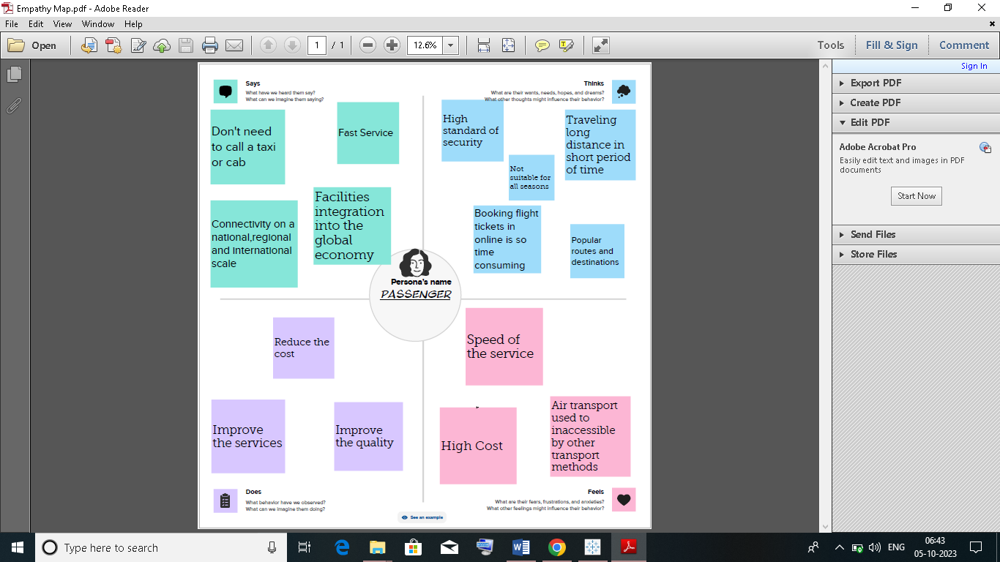 Empathy Map.pdf - Adobe Reader
File Edit View Window Help
Open 1 / 1 12.6% Tools Fill & Sign Comment
Sign In
Export PDF
Create PDF
Edit PDF
Adobe Acrobat Pro
Easily edit text and images in PDF
documents
Start Now
Send Files
Store Files
Says
What have we heard them say?
What can we imagine them saying?
Don't need
to call a taxi
or cab
Fast Service
Connectivity on a
national,regional
and international
scale
Facilities
integration
into the
global
economy
Thinks
What are their wants, needs, hopes, and dreams?
What other thoughts might influence their behavior?
High
standard of
security
Traveling
long
distance in
short period
of time
Not
suitable for
all seasons
Booking flight
tickets in
online is so
time
consuming
Popular
routes and
destinations
Persona's name
PASSENGER
Reduce the
cost
Improve
the services
Improve
the quality
Does
What behavior have we observed?
What can we imagine them doing?
Speed of
the service
High Cost
Air transport
used to
inaccessible
by other
transport
methods
Feels
What are their fears, frustrations, and anxieties?
What other feelings might influence their behavior?
See an example
Type here to search
ENG
06:43
05-10-2023